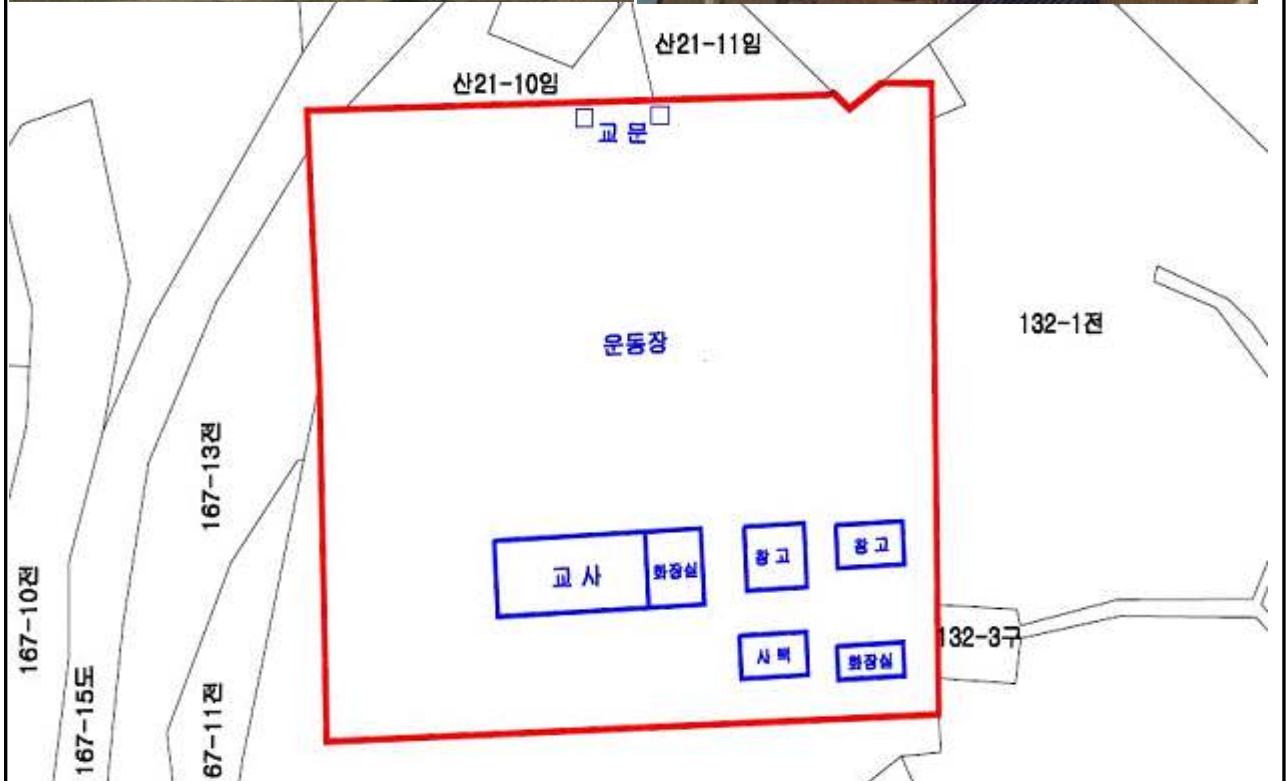 산21-11임
산21-10임
교 문
운동장
132-1전
167-13전
교 사
화장실
창 고
창 고
167-10전
132-3구
사 택
화장실
167-15도
67-11전